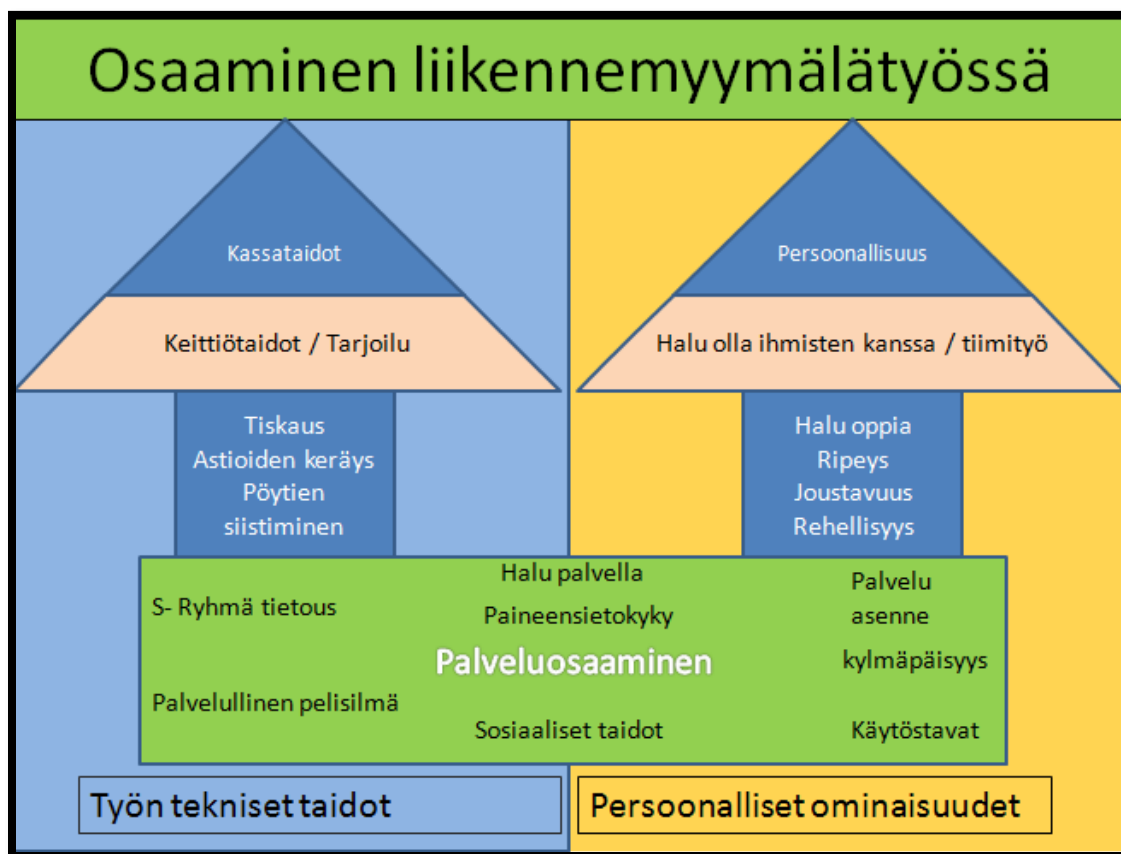 Osaaminen liikennemyymälätyössä
Kassataidot
Keittiötaidot / Tarjoilu
Tiskaus
Astioiden keräys
Pöytien
siistiminen
Persoonallisuus
Halu olla ihmisten kanssa / tiimityö
Halu oppia
Ripeys
Joustavuus
Rehellisyys
S- Ryhmä tietous
Palvelullinen pelisilmä
Halu palvella
Paineensietokyky
Palveluosaaminen
Sosiaaliset taidot
Palvelu
asenne
kylmäpäisyys
Käytöstavat
Työn tekniset taidot
Persoonalliset ominaisuudet